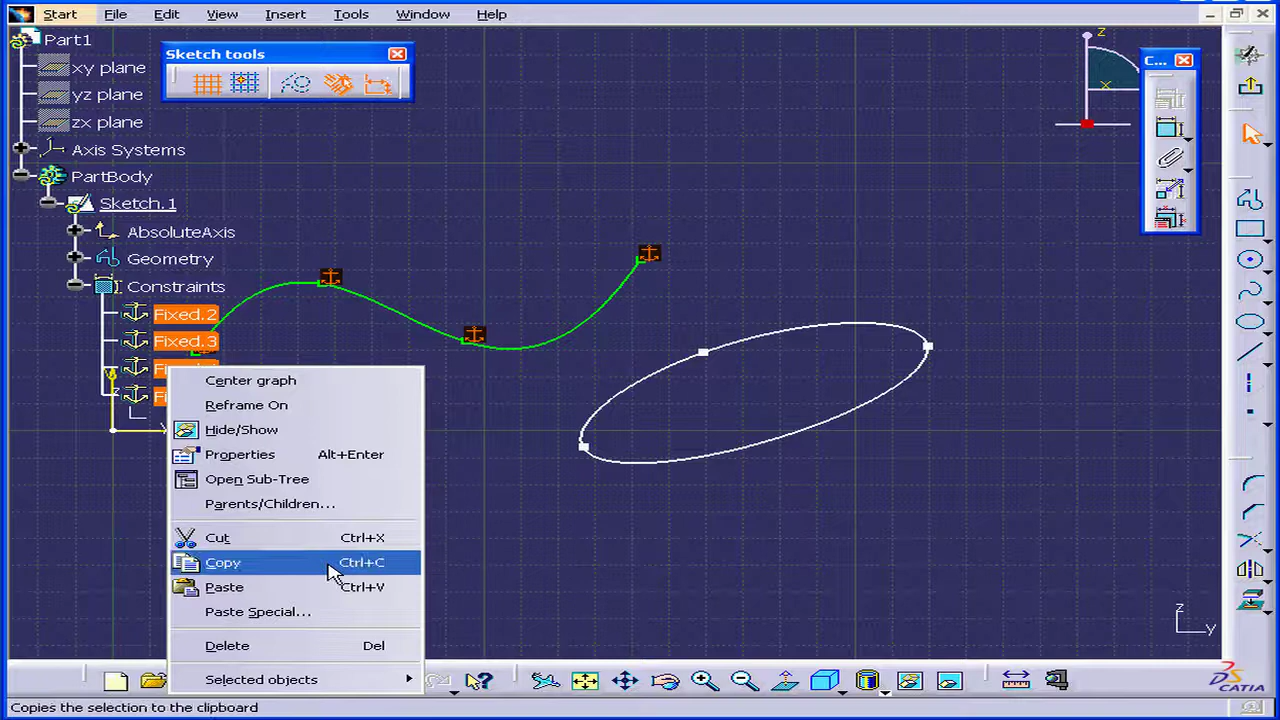 Start File Edit View Insert Tools Window Help
Part1
Sketch tools
C...
z
x
xy plane
yz plane
zx plane
Axis Systems
PartBody
Sketch.1
AbsoluteAxis
Geometry
Constraints
Fixed.2
Fixed.3
Center graph
Reframe On
Hide/Show
Properties Alt+Enter
Open Sub-Tree
Parents/Children...
Cut Ctrl+X
Copy Ctrl+C
Paste Ctrl+V
Paste Special...
Delete Del
Selected objects
z
y
DS CATIA
Copies the selection to the clipboard